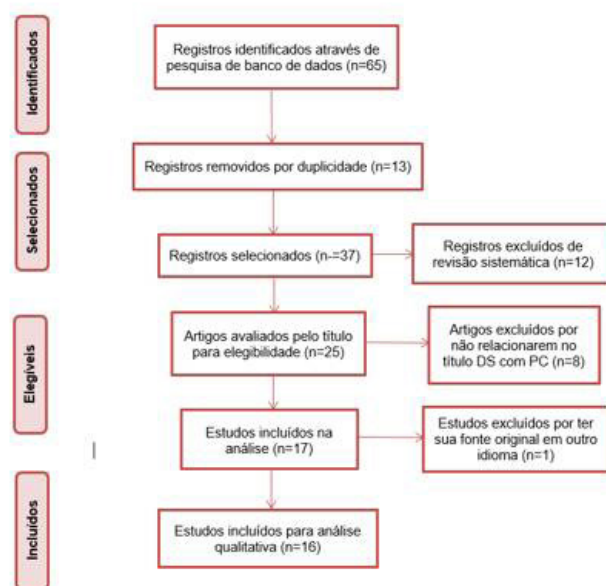 Identificados
Registros identificados através de
pesquisa de banco de dados (n=65)
Selecionados
Registros removidos por duplicidade (n=13)
Registros selecionados (n-=37)
Registros excluídos de
revisão sistemática (n=12)
Elegíveis
Artigos avaliados pelo título
para elegibilidade (n=25)
Artigos excluídos por
não relacionarem no
título DS com PC (n=8)
Estudos incluídos na
análise (n=17)
Estudos excluídos por ter
sua fonte original em outro
idioma (n=1)
Incluídos
Estudos incluídos para análise
qualitativa (n=16)